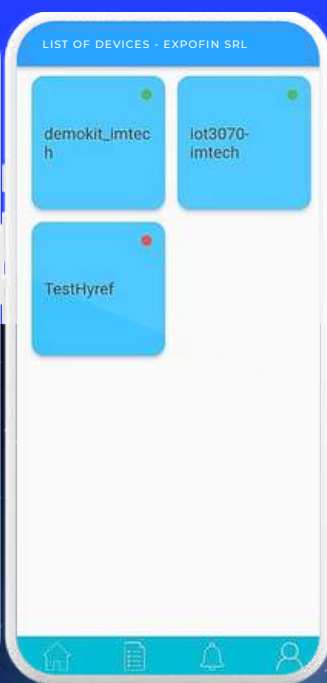 LIST OF DEVICES - EXPOFIN SRL
demokit_imtec
h
iot3070-
imtech
TestHyref